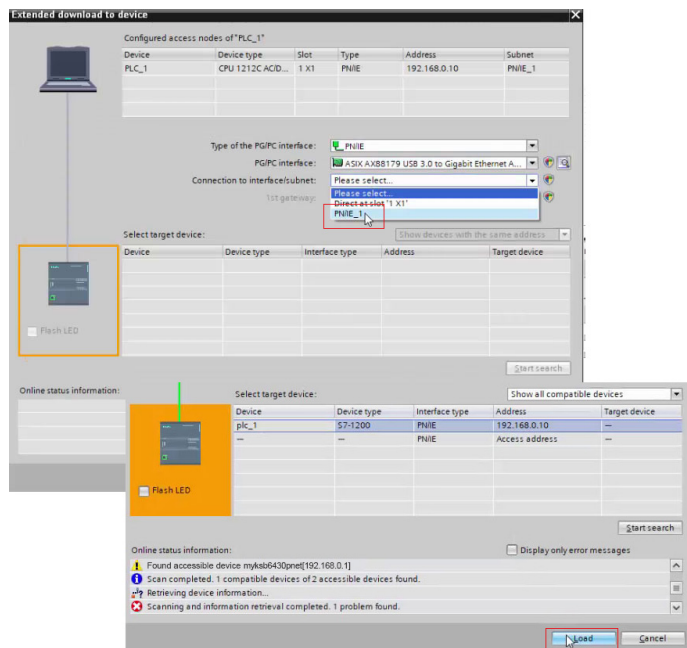 Extended download to device
Configured access nodes of "PLC_1"
Device Device type Slot Type Address Subnet
PLC_1 CPU 1212C AC/D... 1 X1 PN/IE 192.168.0.10 PN/IE_1
Type of the PG/PC interface: PN/IE
PG/PC interface: ASIX AX88179 USB 3.0 to Gigabit Ethernet A...
Connection to interface/subnet: Please select...
Please select...
1st gateway:
Direct at slot '1 X1'
PN/IE_1
Select target device: Show devices with the same address
Device Device type Interface type Address Target device
Flash LED
Start search
Online status information:
Select target device: Show all compatible devices
Device Device type Interface type Address Target device
plc_1 S7-1200 PN/IE 192.168.0.10 —
— — PN/IE Access address —
Flash LED
Start search
Online status information: Display only error messages
Found accessible device myksb6430pnet[192.168.0.1]
Scan completed. 1 compatible devices of 2 accessible devices found.
Retrieving device information...
Scanning and information retrieval completed. 1 problem found.
Load Cancel